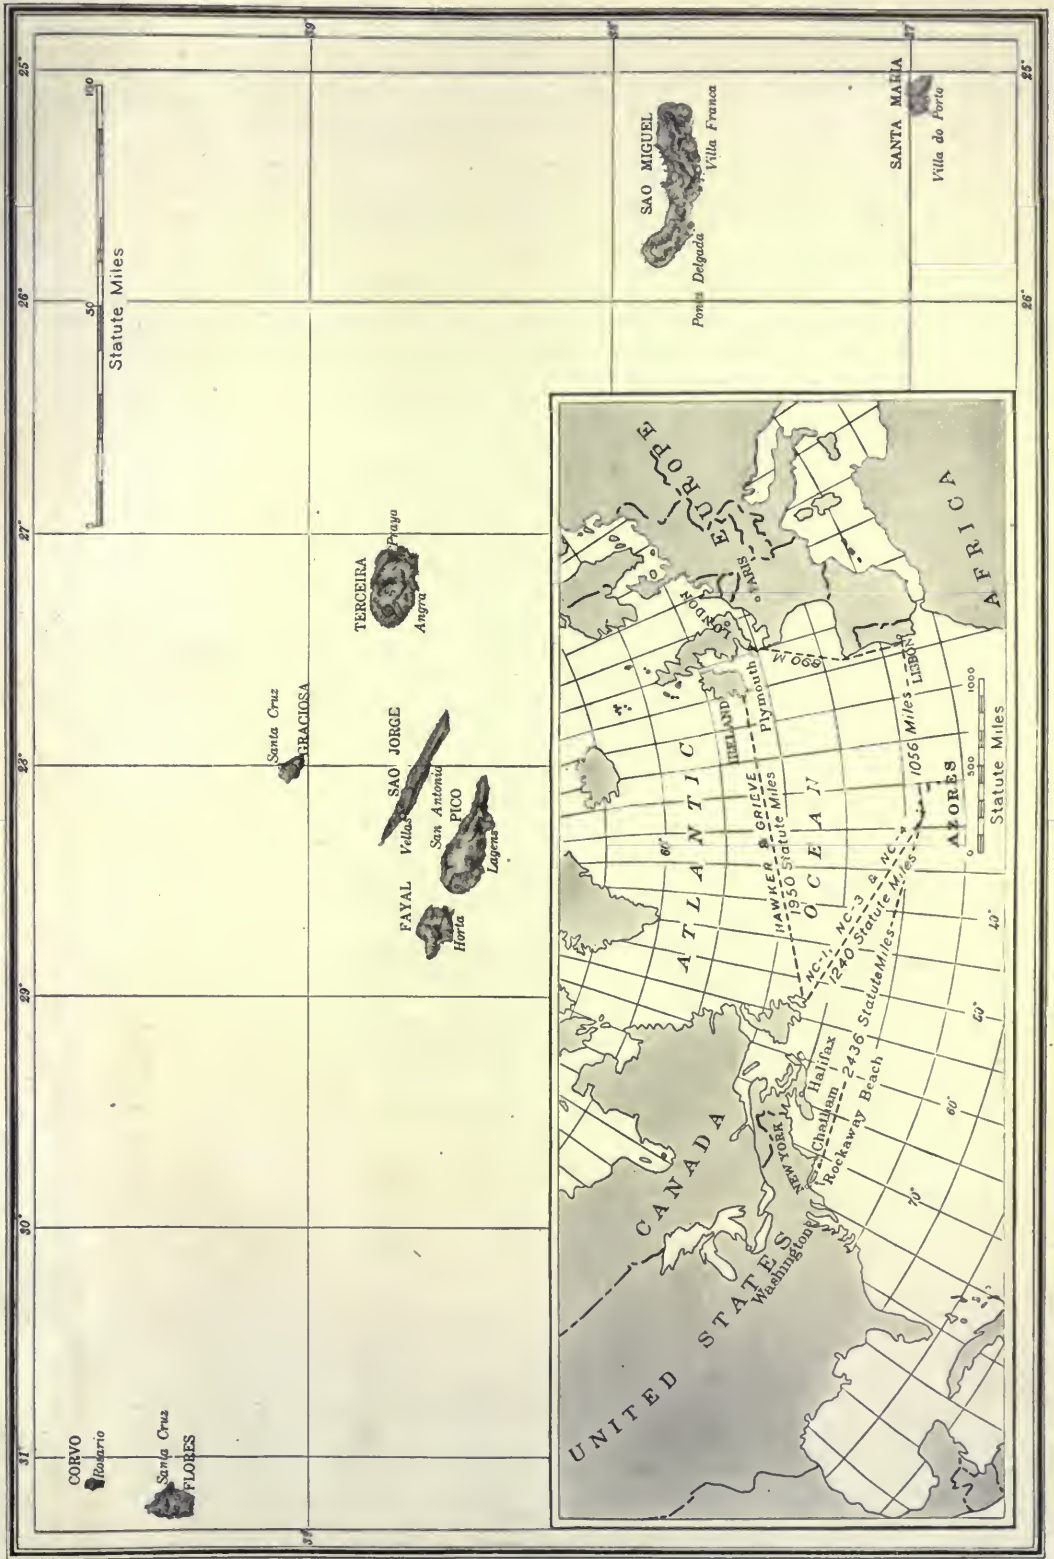 31
30°
29°
28°
27°
26°
25°
CORVO
Rosario
Santa Cruz
FLORES
0
50
100
Statute Miles
39°
Santa Cruz
GRACIOSA
TERCEIRA
Praya
Angra
SAO JORGE
Vellas
San Antonio
PICO
Lagens
FAYAL
Horta
38°
SAO MIGUEL
Villa Franca
Ponta Delgada
37°
SANTA MARIA
Villa do Porto
26°
25°
UNITED STATES
CANADA
Washington
NEW YORK
Halifax
Chatham
Rockaway Beach
ATLANTIC
OCEAN
60°
EUROPE
AFRICA
IRELAND
LONDON
PARIS
Plymouth
890 M
LISBON
HAWKER & GRIEVE
1950 Statute Miles
NC-1, NC-3 & NC-4
1240 Statute Miles
2436 Statute Miles
1056 Miles
AZORES
0
500
1000
Statute Miles
70°
60°
50°
40°